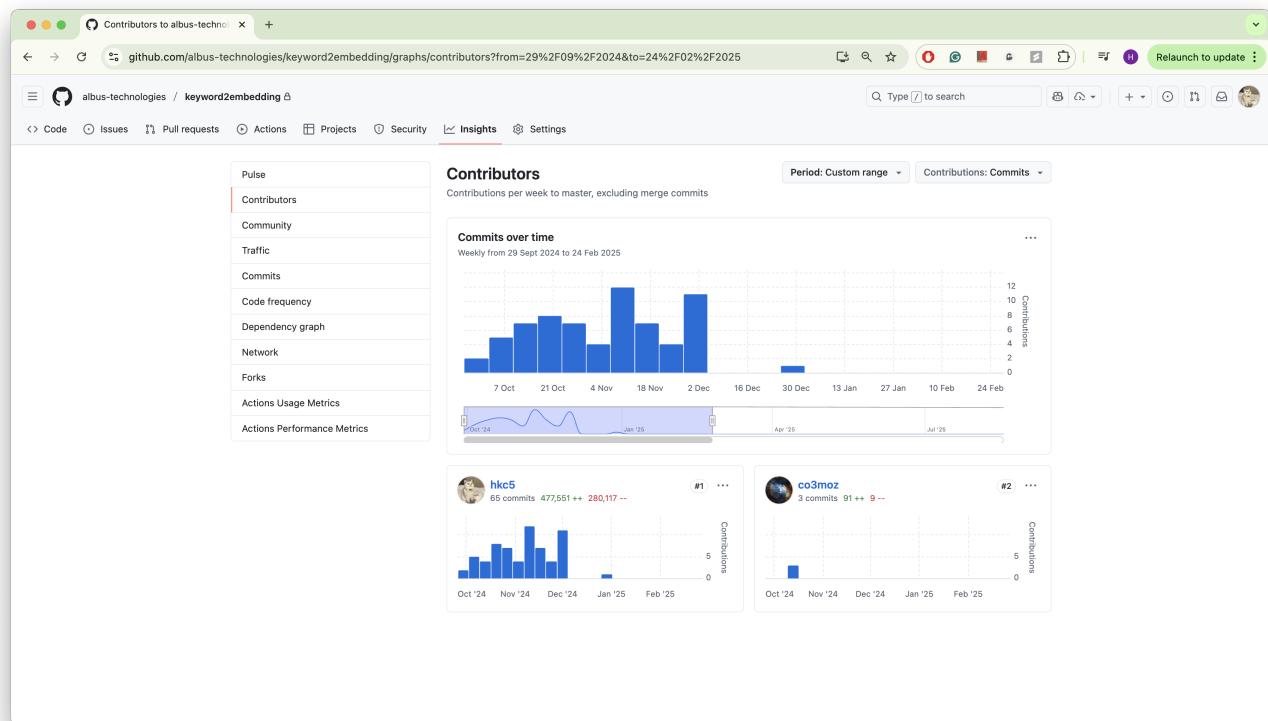 Contributors to albus-technol
github.com/albus-technologies/keyword2embedding/graphs/contributors?from=29%2F09%2F2024&to=24%2F02%2F2025
H
Relaunch to update
albus-technologies / keyword2embedding
Type / to search
Code
Issues
Pull requests
Actions
Projects
Security
Insights
Settings
Pulse
Contributors
Community
Traffic
Commits
Code frequency
Dependency graph
Network
Forks
Actions Usage Metrics
Actions Performance Metrics
Contributors
Contributions per week to master, excluding merge commits
Period: Custom range
Contributions: Commits
Commits over time
Weekly from 29 Sept 2024 to 24 Feb 2025
12
10
8
6
4
2
0
Contributions
7 Oct 21 Oct 4 Nov 18 Nov 2 Dec 16 Dec 30 Dec 13 Jan 27 Jan 10 Feb 24 Feb
Oct '24 Jan '25 Apr '25 Jul '25
hkc5
#1
65 commits 477,551 ++ 280,117 --
5
0
Contributions
Oct '24 Nov '24 Dec '24 Jan '25 Feb '25
co3moz
#2
3 commits 91 ++ 9 --
5
0
Contributions
Oct '24 Nov '24 Dec '24 Jan '25 Feb '25